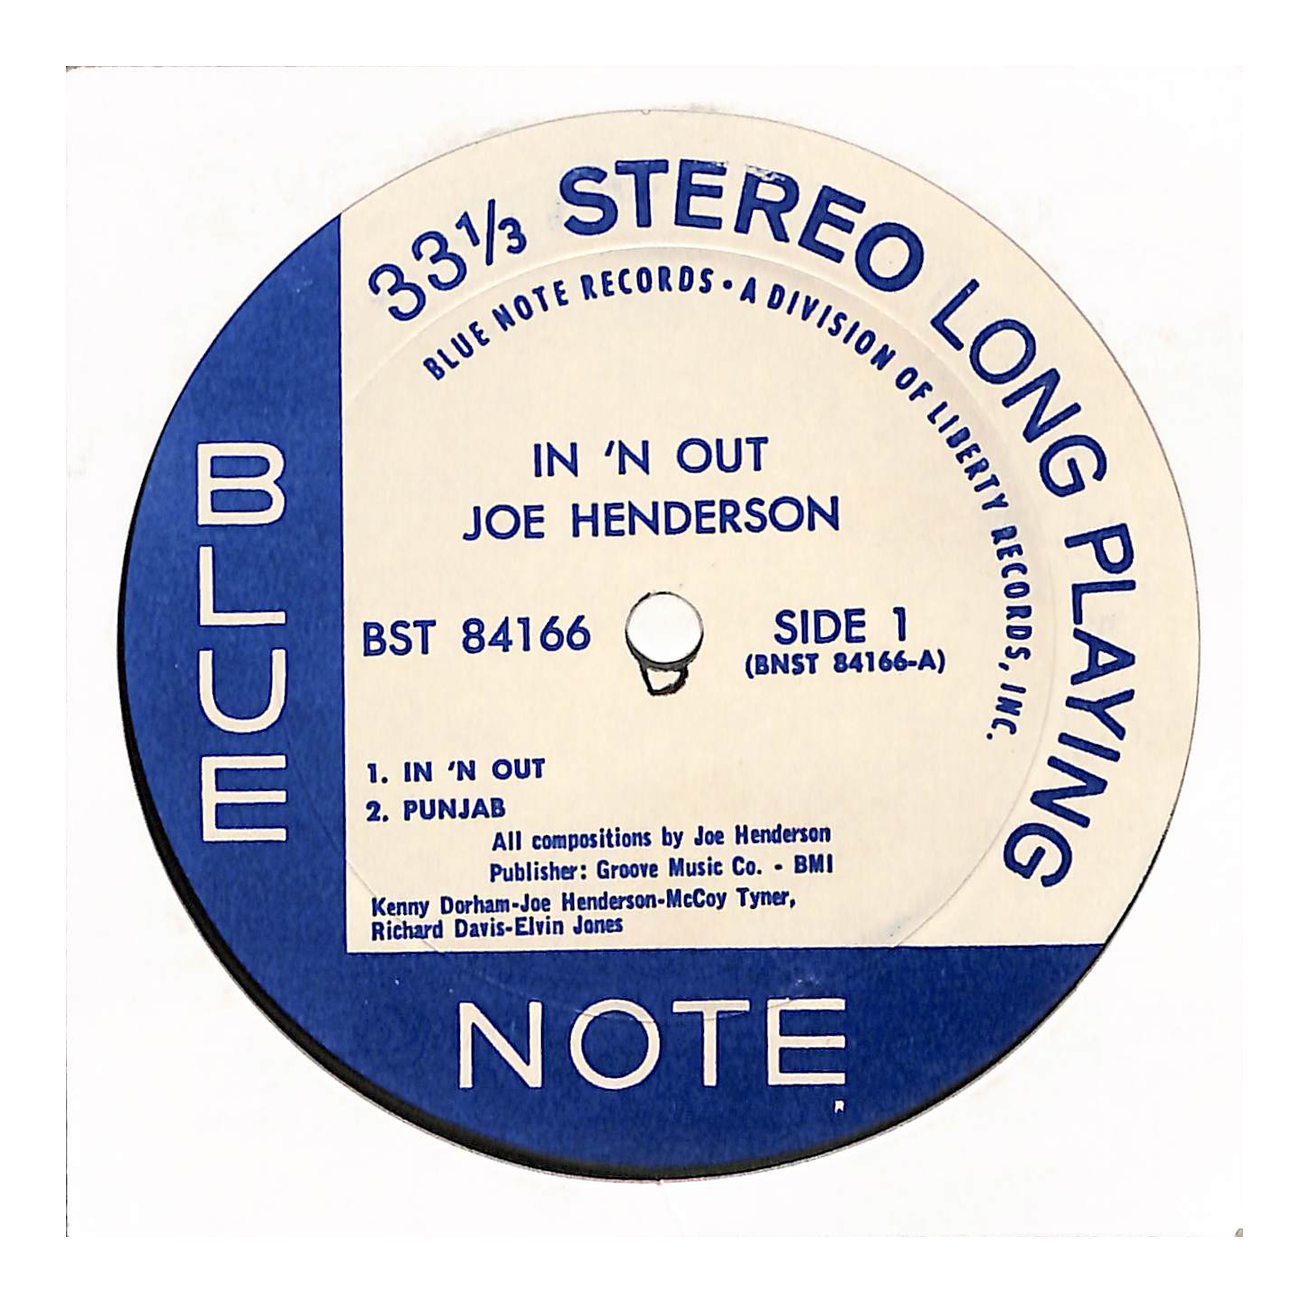 33⅓ STEREO LONG PLAYING
BLUE NOTE RECORDS • A DIVISION OF LIBERTY RECORDS, INC.
IN 'N OUT
JOE HENDERSON
BST 84166
SIDE 1
(BNST 84166-A)
1. IN 'N OUT
2. PUNJAB
All compositions by Joe Henderson
Publisher: Groove Music Co. - BMI
Kenny Dorham-Joe Henderson-McCoy Tyner,
Richard Davis-Elvin Jones
BLUE
NOTE
R